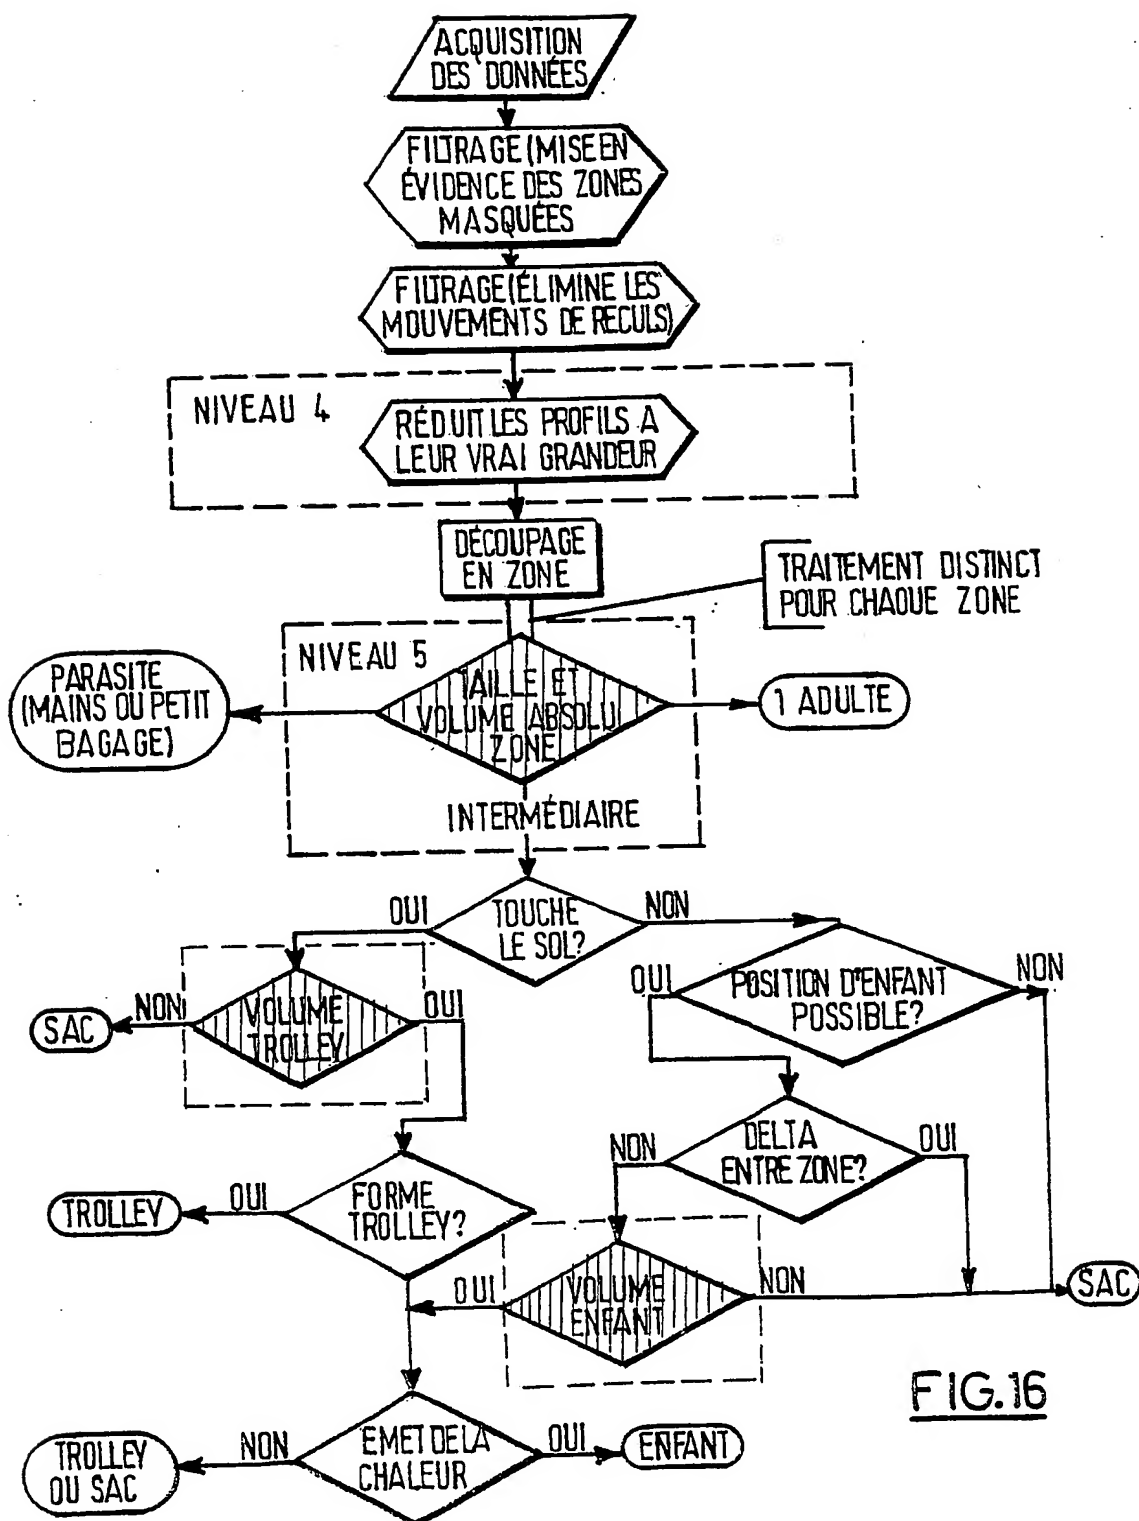 ACQUISITION
DES DONNÉES
FILTRAGE (MISE EN
ÉVIDENCE DES ZONES
MASQUÉES
FILTRAGE (ÉLIMINE LES
MOUVEMENTS DE RECULS)
NIVEAU 4
RÉDUIT LES PROFILS A
LEUR VRAI GRANDEUR
DÉCOUPAGE
EN ZONE
TRAITEMENT DISTINCT
POUR CHAQUE ZONE
NIVEAU 5
TAILLE ET
VOLUME ABSOLU
ZONE
PARASITE
(MAINS OU PETIT
BAGAGE)
1 ADULTE
INTERMÉDIAIRE
OUI
TOUCHE
LE SOL?
NON
NON
VOLUME
TROLLEY
OUI
SAC
OUI
POSITION D'ENFANT
POSSIBLE?
NON
NON
DELTA
ENTRE ZONE?
OUI
TROLLEY
OUI
FORME
TROLLEY?
OUI
VOLUME
ENFANT
NON
SAC
FIG.16
TROLLEY
OU SAC
NON
EMET DE LA
CHALEUR
OUI
ENFANT